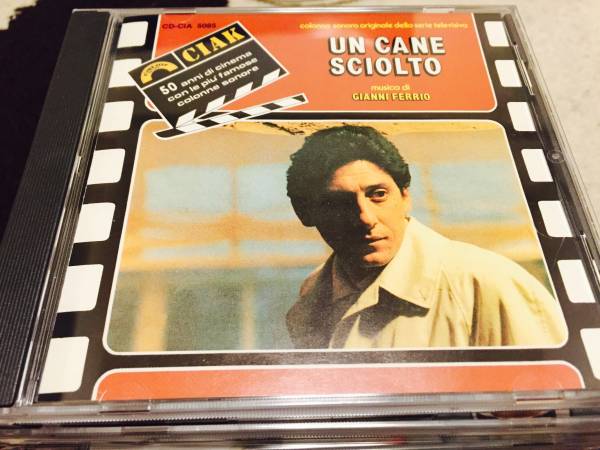 CD-CIA 5085
colonna sonora originale della serie televisiva
CIAK
50 anni di cinema
con le più famose
colonne sonore
UN CANE
SCIOLTO
musica di
GIANNI FERRIO